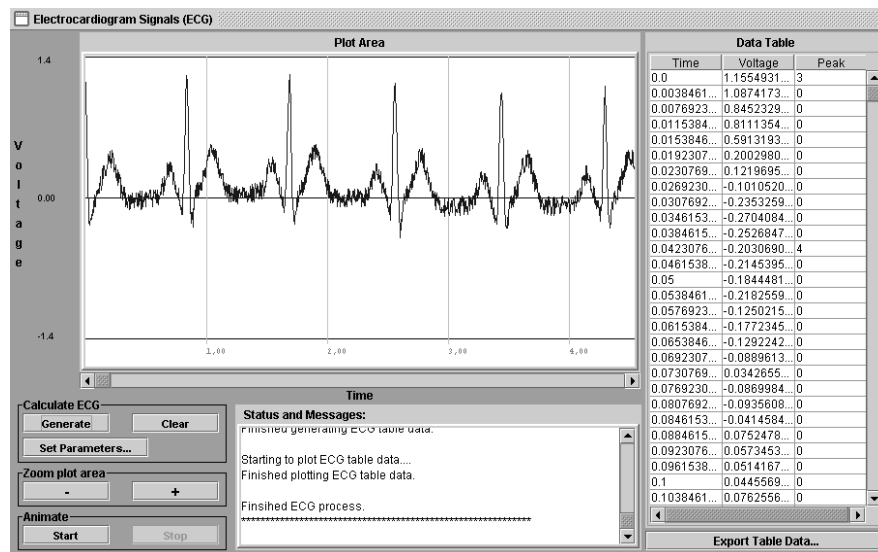 Electrocardiogram Signals (ECG)
Plot Area
1.4
Voltage
0.00
-1.4
1,00 2,00 3,00 4,00
Time
Data Table
Time Voltage Peak
0.0 1.1554931... 3
0.0038461... 1.0874173... 0
0.0076923... 0.8452329... 0
0.0115384... 0.8111354... 0
0.0153846... 0.5913193... 0
0.0192307... 0.2002980... 0
0.0230769... 0.1219695... 0
0.0269230... -0.1010520... 0
0.0307692... -0.2353259... 0
0.0346153... -0.2704084... 0
0.0384615... -0.2526847... 0
0.0423076... -0.2030690... 4
0.0461538... -0.2145395... 0
0.05 -0.1844481... 0
0.0538461... -0.2182559... 0
0.0576923... -0.1250215... 0
0.0615384... -0.1772345... 0
0.0653846... -0.1292242... 0
0.0692307... -0.0889613... 0
0.0730769... 0.0342655... 0
0.0769230... -0.0869984... 0
0.0807692... -0.0935608... 0
0.0846153... -0.0414584... 0
0.0884615... 0.0752478... 0
0.0923076... 0.0573453... 0
0.0961538... 0.0514167... 0
0.1 0.0445569... 0
0.1038461... 0.0762556... 0
Export Table Data...
Calculate ECG
Generate Clear
Set Parameters...
Zoom plot area
- +
Animate
Start Stop
Status and Messages:
Finished generating ECG table data.
Starting to plot ECG table data....
Finished plotting ECG table data.
Finsihed ECG process.
****************************************************************